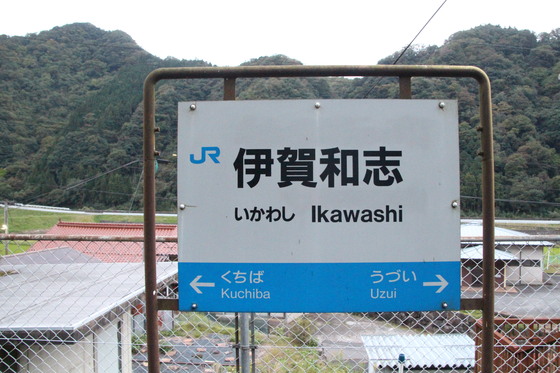 JR 伊賀和志
いかわし Ikawashi
← くちば うづい →
Kuchiba Uzui